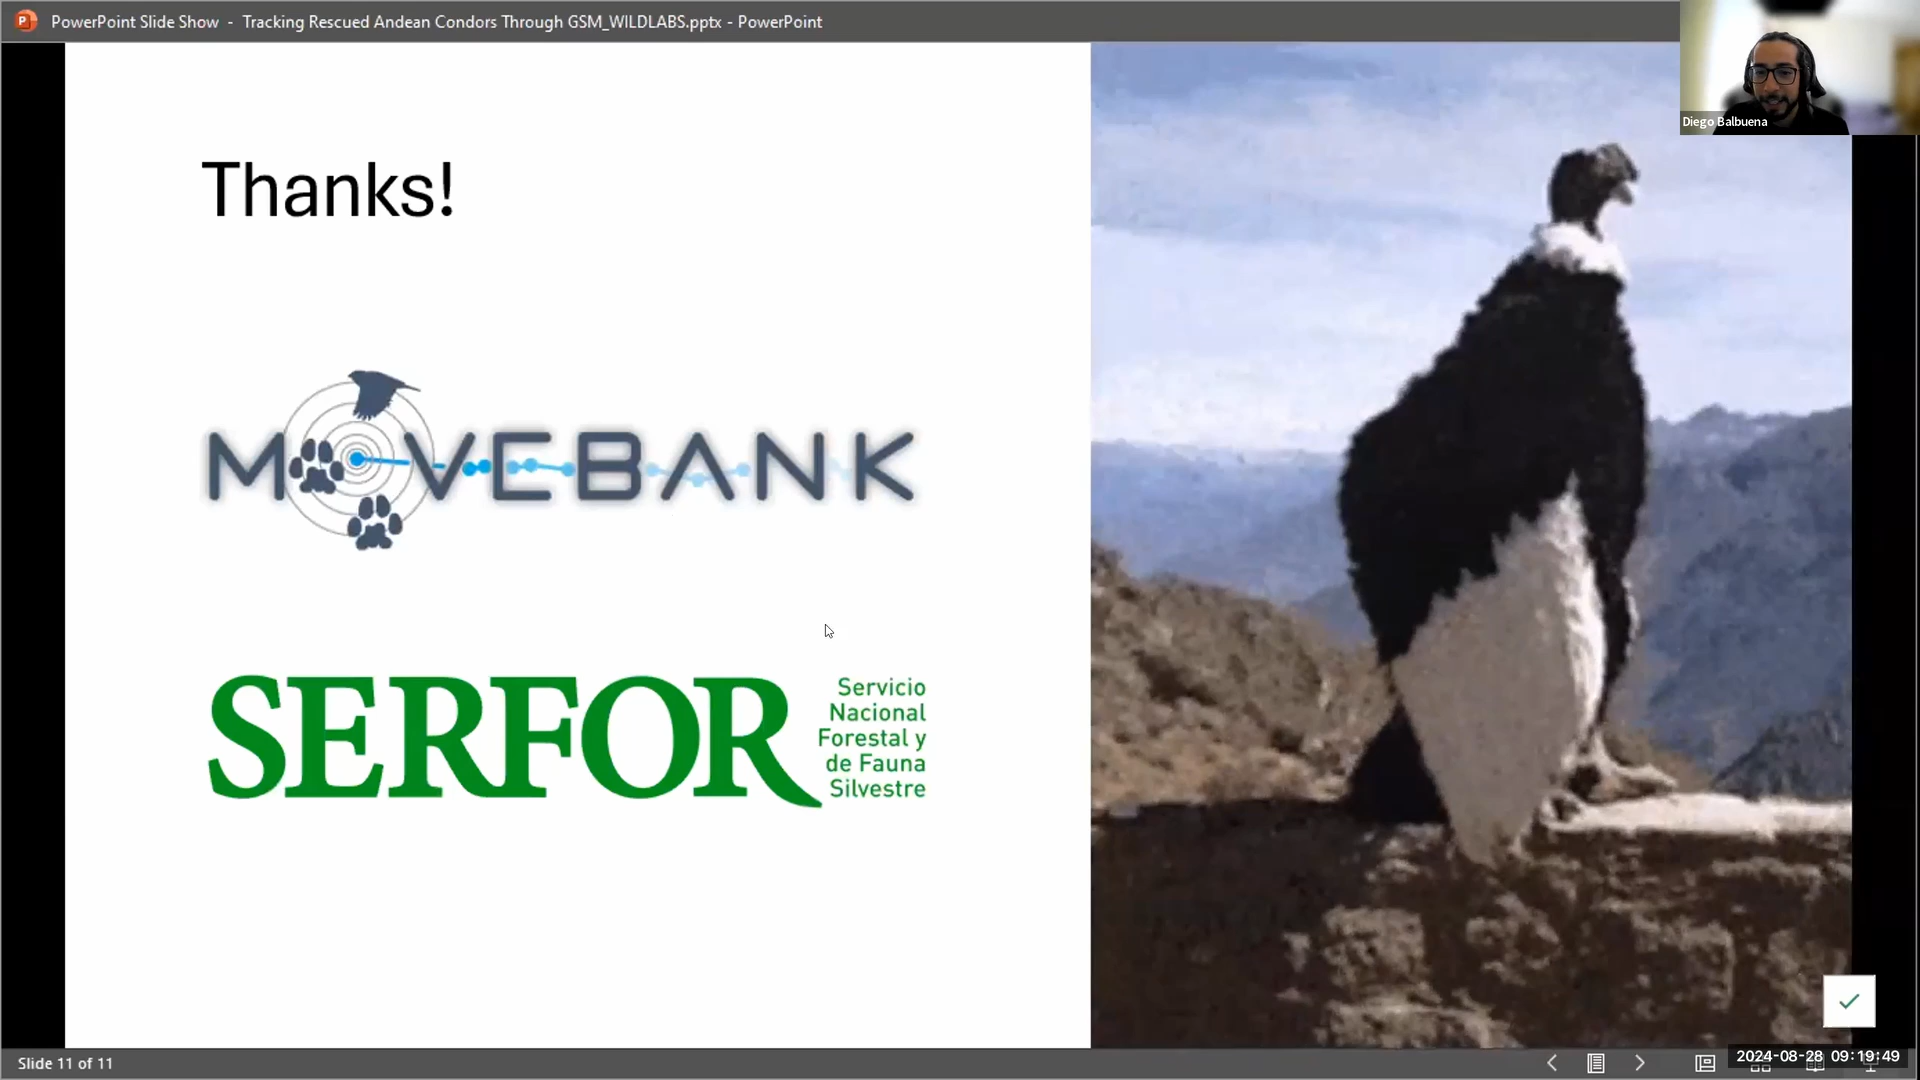 PowerPoint Slide Show - Tracking Rescued Andean Condors Through GSM_WILDLABS.pptx - PowerPoint
Diego Balbuena
Thanks!
MOVEBANK
SERFOR
Servicio
Nacional
Forestal y
de Fauna
Silvestre
Slide 11 of 11
2024-08-28 09:19:49